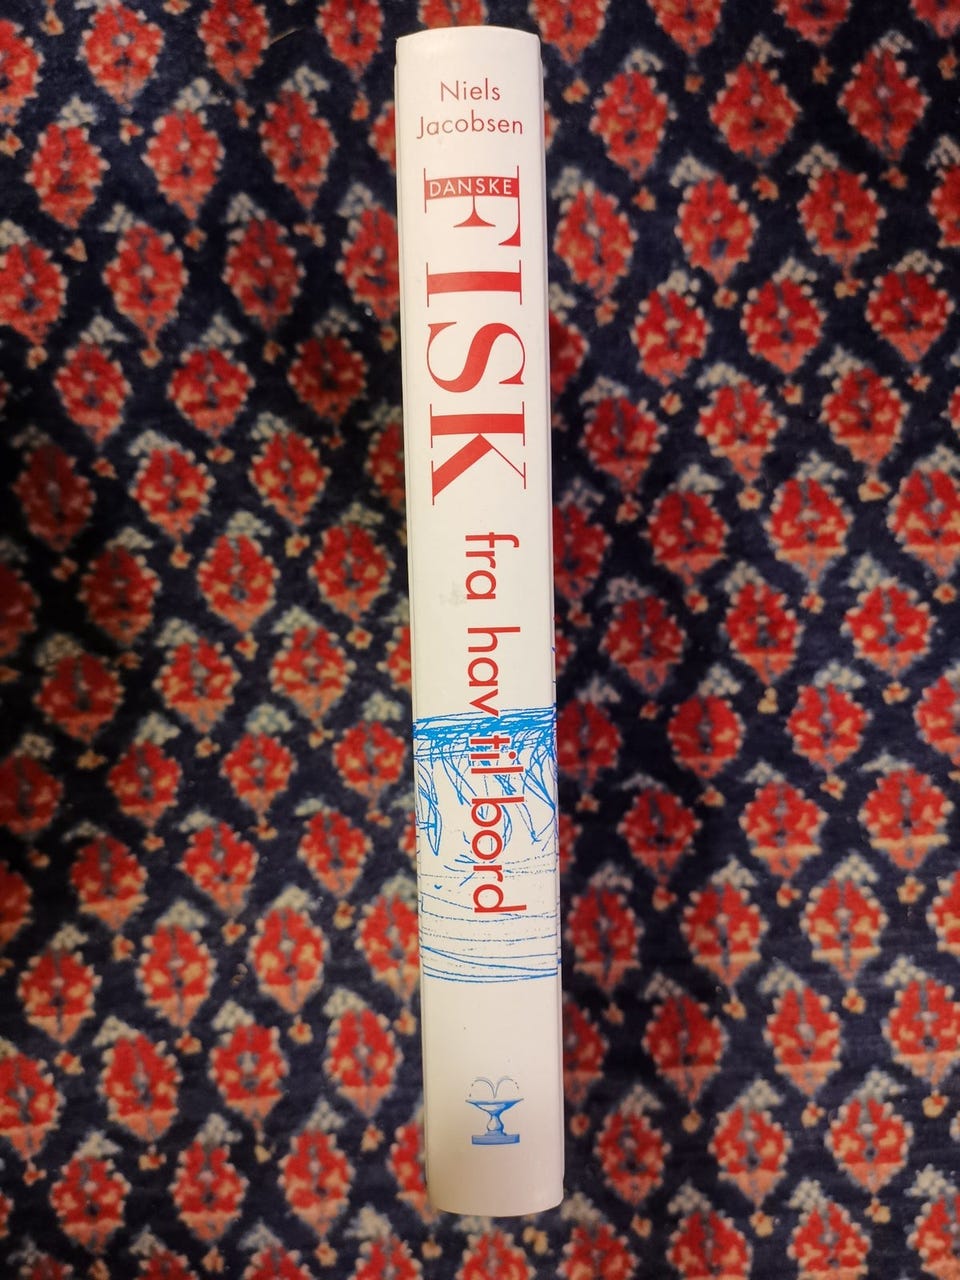 Niels
Jacobsen
DANSKE
FISK
fra hav til bord